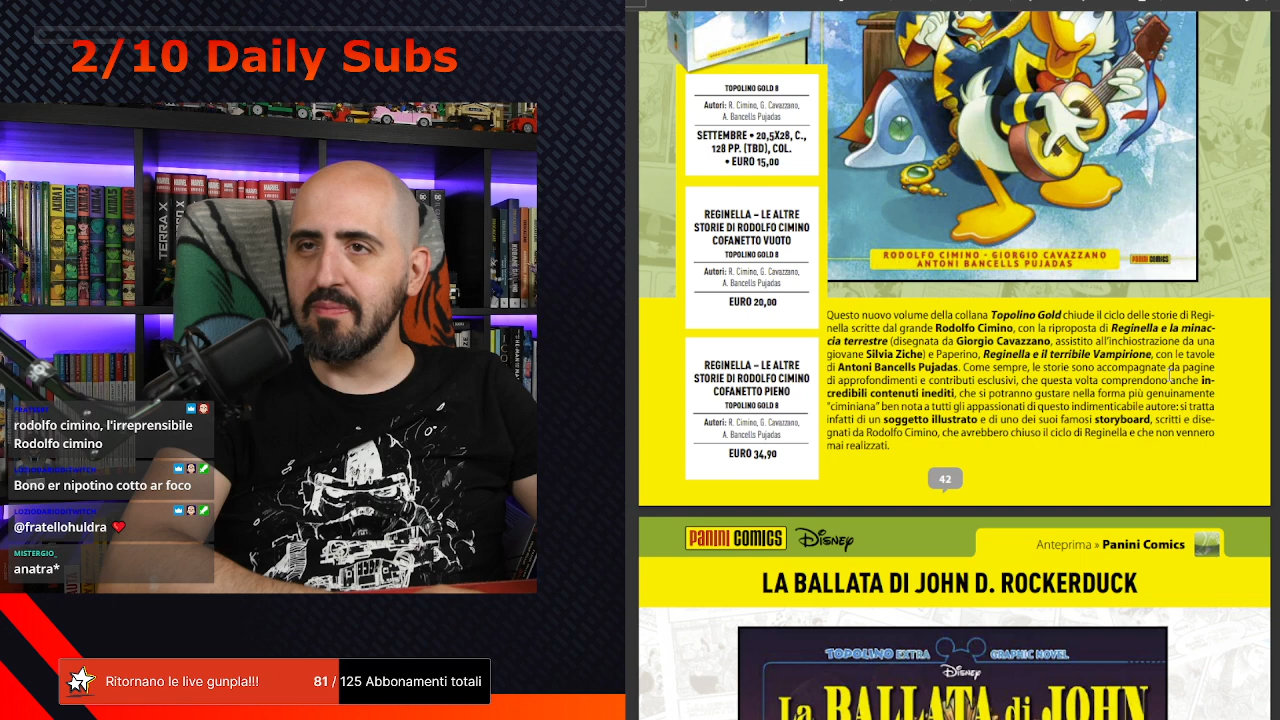 2/10 Daily Subs
TERRA X
FRATSERI
rodolfo cimino, l'irreprensibile
Rodolfo cimino
LOZIODARIODITWITCH
Bono er nipotino cotto ar foco
LOZIODARIODITWITCH
@fratellohuldra
MISTERGIO_
anatra*
Ritornano le live gunpla!!!
81 / 125 Abbonamenti totali
TOPOLINO GOLD 8
Autori: R. Cimino, G. Cavazzano,
A. Bancells Pujadas
SETTEMBRE • 20,5X28, C.,
128 PP. (TBD), COL.
• EURO 15,00
REGINELLA – LE ALTRE
STORIE DI RODOLFO CIMINO
COFANETTO VUOTO
TOPOLINO GOLD 8
Autori: R. Cimino, G. Cavazzano,
A. Bancells Pujadas
EURO 20,00
REGINELLA – LE ALTRE
STORIE DI RODOLFO CIMINO
COFANETTO PIENO
TOPOLINO GOLD 8
Autori: R. Cimino, G. Cavazzano,
A. Bancells Pujadas
EURO 34,90
RODOLFO CIMINO - GIORGIO CAVAZZANO
ANTONI BANCELLS PUJADAS
PANINI COMICS
Questo nuovo volume della collana Topolino Gold chiude il ciclo delle storie di Regi-
nella scritte dal grande Rodolfo Cimino, con la riproposta di Reginella e la minac-
cia terrestre (disegnata da Giorgio Cavazzano, assistito all'inchiostrazione da una
giovane Silvia Ziche) e Paperino, Reginella e il terribile Vampirione, con le tavole
di Antoni Bancells Pujadas. Come sempre, le storie sono accompagnate da pagine
di approfondimenti e contributi esclusivi, che questa volta comprendono anche in-
credibili contenuti inediti, che si potranno gustare nella forma più genuinamente
"ciminiana" ben nota a tutti gli appassionati di questo indimenticabile autore: si tratta
infatti di un soggetto illustrato e di uno dei suoi famosi storyboard, scritti e dise-
gnati da Rodolfo Cimino, che avrebbero chiuso il ciclo di Reginella e che non vennero
mai realizzati.
42
PANINI COMICS Disney
Anteprima » Panini Comics
LA BALLATA DI JOHN D. ROCKERDUCK
TOPOLINO EXTRA GRAPHIC NOVEL
Disney
La BALLATA di JOHN